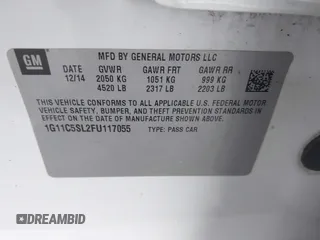 GM
MFD BY GENERAL MOTORS LLC
DATE GVWR GAWR FRT GAWR RR
12/14 2050 KG 1051 KG 999 KG
4520 LB 2317 LB 2203 LB
THIS VEHICLE CONFORMS TO ALL APPLICABLE U.S. FEDERAL MOTOR VEHICLE
SAFETY, BUMPER, AND THEFT PREVENTION STANDARDS IN EFFECT ON THE
DATE OF MANUFACTURE SHOWN ABOVE.
1G11C5SL2FU117055 TYPE: PASS CAR
DREAMBID